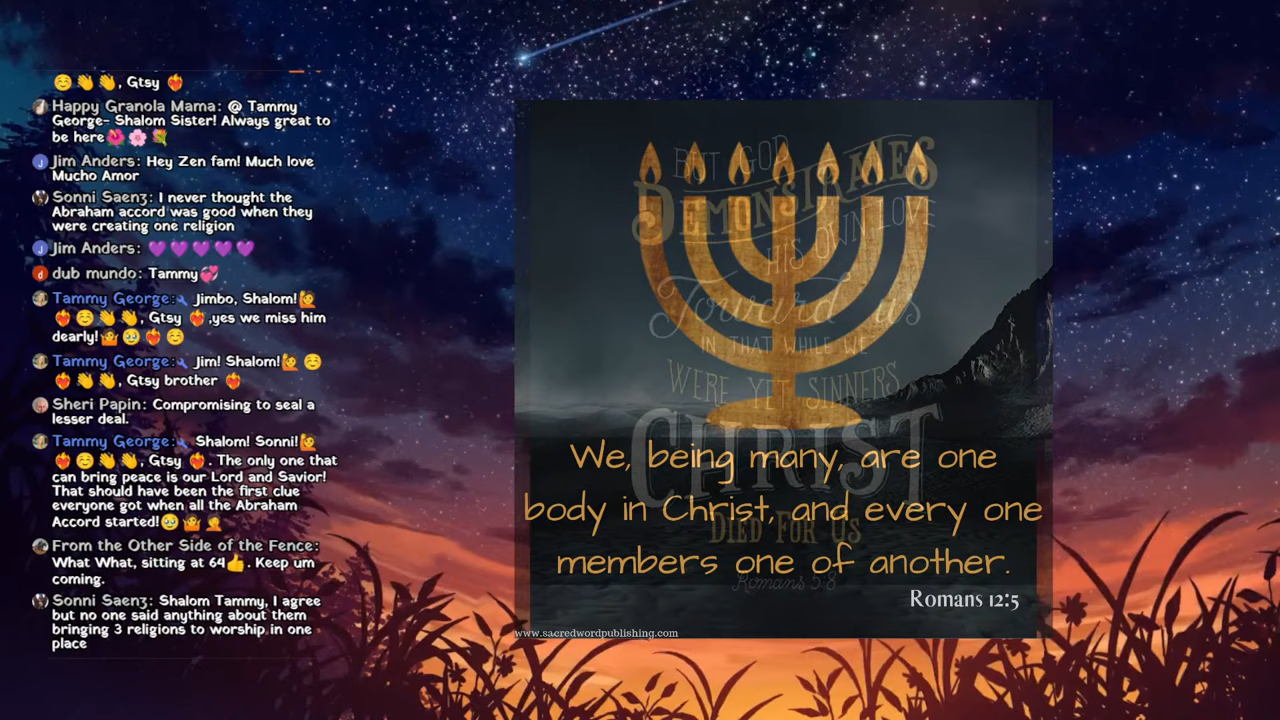 ☺️👋👋, Gtsy ❤️‍🔥
Happy Granola Mama: @ Tammy
George- Shalom Sister! Always great to
be here🌺🌸💐
Jim Anders: Hey Zen fam! Much love
Mucho Amor
Sonni Saenz: I never thought the
Abraham accord was good when they
were creating one religion
Jim Anders: 💜💜💜💜💜
dub mundo: Tammy💞
Tammy George: Jimbo, Shalom!🙋
❤️‍🔥☺️👋👋, Gtsy ❤️‍🔥,yes we miss him
dearly!🤷🥹❤️‍🔥☺️
Tammy George: Jim! Shalom!🙋☺️
❤️‍🔥👋👋, Gtsy brother ❤️‍🔥
Sheri Papin: Compromising to seal a
lesser deal.
Tammy George: Shalom! Sonni!🙋
❤️‍🔥☺️👋👋, Gtsy ❤️‍🔥. The only one that
can bring peace is our Lord and Savior!
That should have been the first clue
everyone got when all the Abraham
Accord started!🥹🤷🤦
From the Other Side of the Fence:
What What, sitting at 64👍. Keep um
coming.
Sonni Saenz: Shalom Tammy, I agree
but no one said anything about them
bringing 3 religions to worship in one
place
BUT GOD
DEMONSTRATES
HIS OWN LOVE
Toward us
IN THAT WHILE WE
WERE YET SINNERS
CHRIST
DIED FOR US
Romans 5:8
We, being many, are one
body in Christ, and every one
members one of another.
Romans 12:5
www.sacredwordpublishing.com